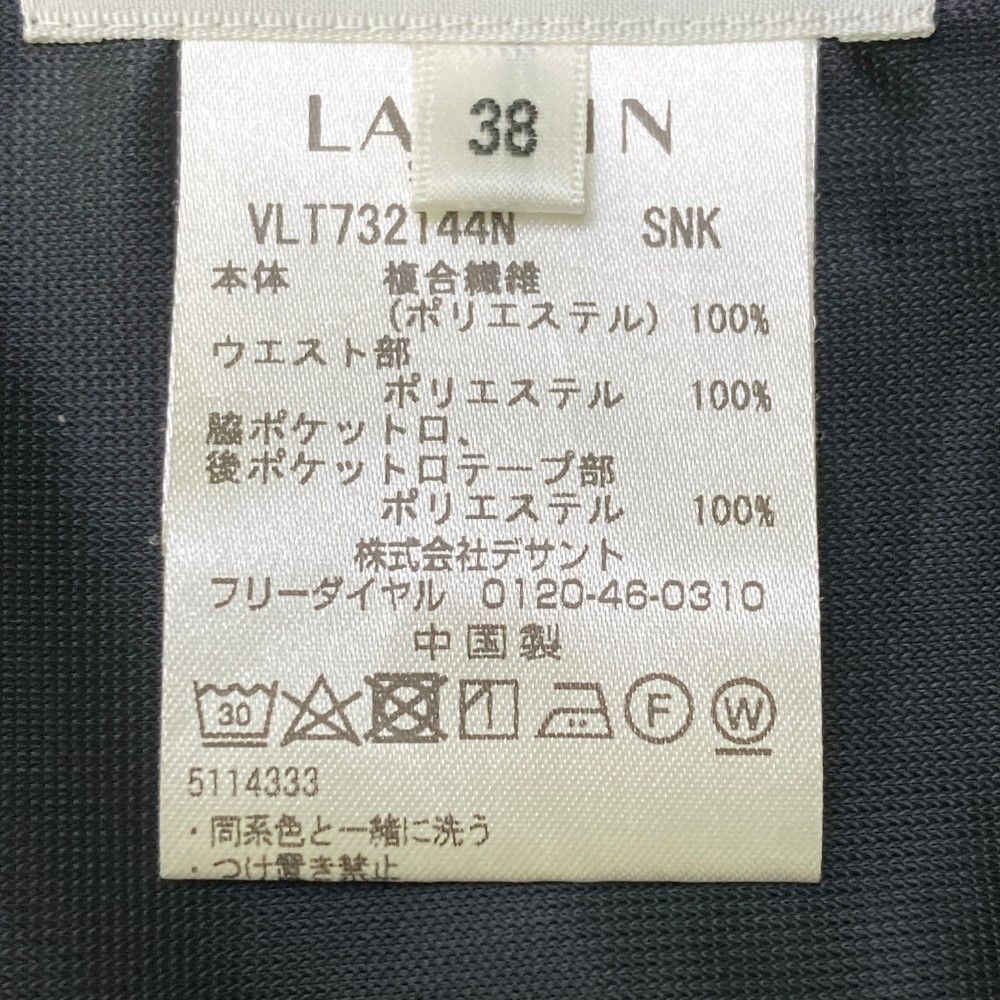 38
VLT732144N SNK
本体 複合繊維
(ポリエステル) 100%
ウエスト部
ポリエステル 100%
脇ポケット口、
後ポケット口テープ部
ポリエステル 100%
株式会社デサント
フリーダイヤル 0120-46-0310
中国製
30 F W
5114333
・同系色と一緒に洗う
・つけ置き禁止